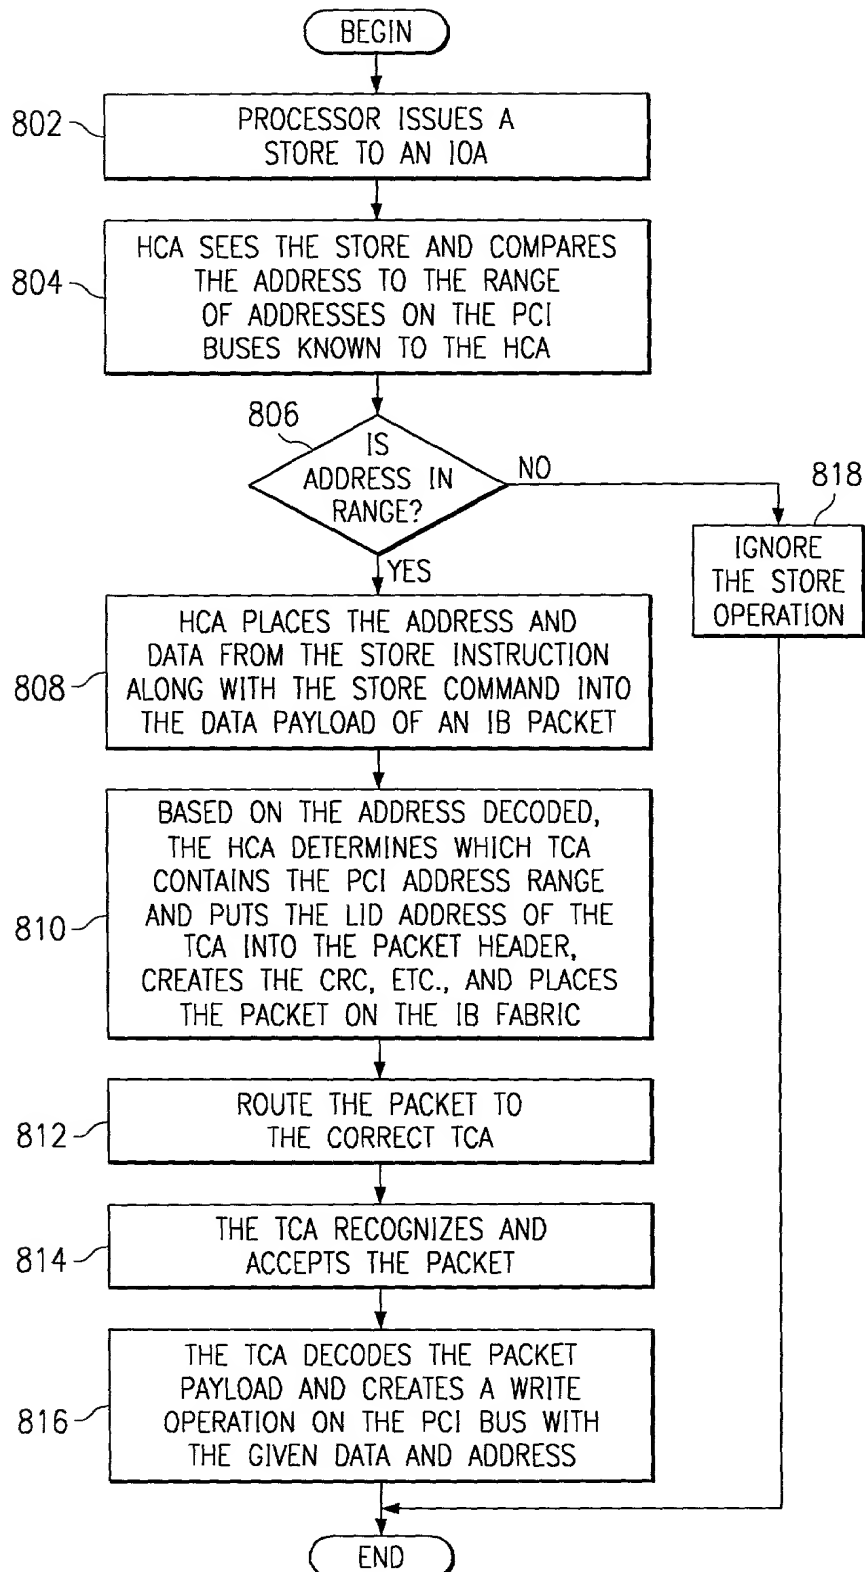 BEGIN
802
PROCESSOR ISSUES A
STORE TO AN IOA
804
HCA SEES THE STORE AND COMPARES
THE ADDRESS TO THE RANGE
OF ADDRESSES ON THE PCI
BUSES KNOWN TO THE HCA
806
IS
ADDRESS IN
RANGE?
NO
YES
818
IGNORE
THE STORE
OPERATION
808
HCA PLACES THE ADDRESS AND
DATA FROM THE STORE INSTRUCTION
ALONG WITH THE STORE COMMAND INTO
THE DATA PAYLOAD OF AN IB PACKET
810
BASED ON THE ADDRESS DECODED,
THE HCA DETERMINES WHICH TCA
CONTAINS THE PCI ADDRESS RANGE
AND PUTS THE LID ADDRESS OF THE
TCA INTO THE PACKET HEADER,
CREATES THE CRC, ETC., AND PLACES
THE PACKET ON THE IB FABRIC
812
ROUTE THE PACKET TO
THE CORRECT TCA
814
THE TCA RECOGNIZES AND
ACCEPTS THE PACKET
816
THE TCA DECODES THE PACKET
PAYLOAD AND CREATES A WRITE
OPERATION ON THE PCI BUS WITH
THE GIVEN DATA AND ADDRESS
END